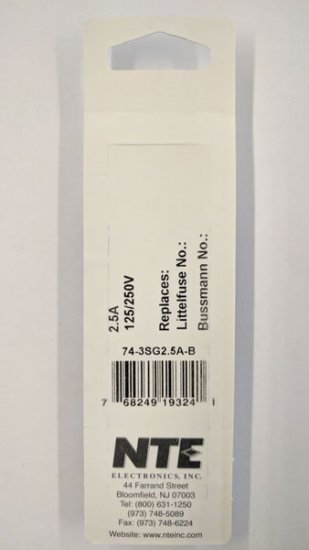 2.5A
125/250V
Replaces:
Littelfuse No.:
Bussmann No.:
74-3SG2.5A-B
7 68249 19324 1
NTE
ELECTRONICS, INC.
44 Farrand Street
Bloomfield, NJ 07003
Tel: (800) 631-1250
(973) 748-5089
Fax: (973) 748-6224
Website: www.nteinc.com